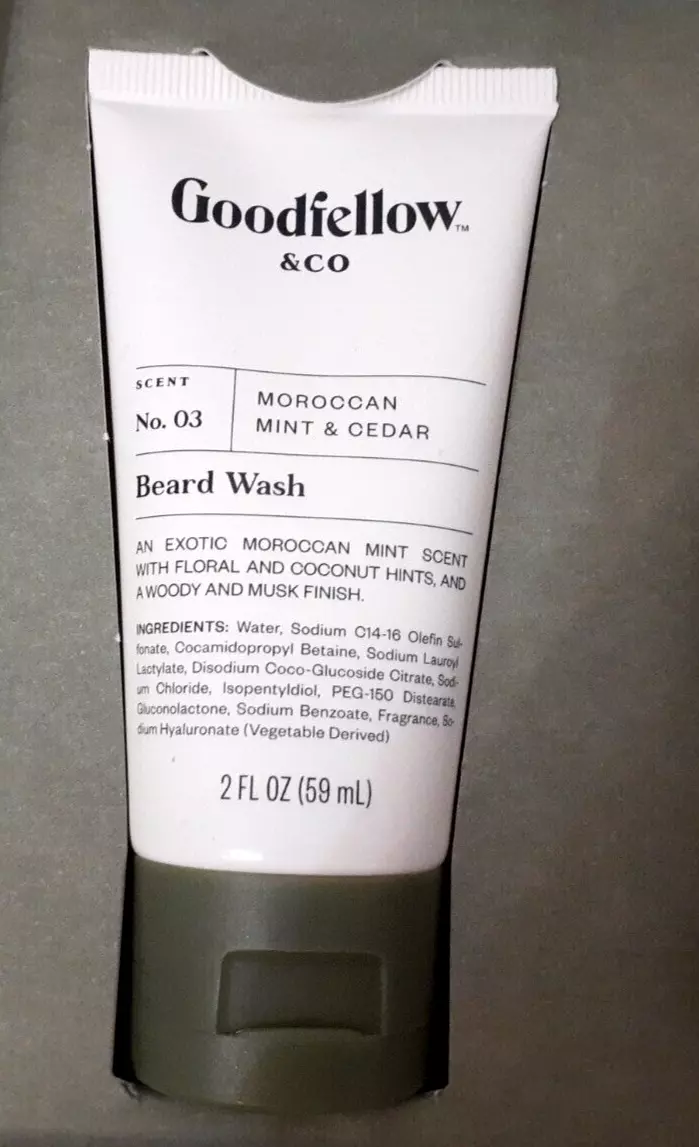 Goodfellow™
&CO
SCENT
No. 03
MOROCCAN
MINT & CEDAR
Beard Wash
AN EXOTIC MOROCCAN MINT SCENT
WITH FLORAL AND COCONUT HINTS, AND
A WOODY AND MUSK FINISH.
INGREDIENTS: Water, Sodium C14-16 Olefin Sul-
fonate, Cocamidopropyl Betaine, Sodium Lauroyl
Lactylate, Disodium Coco-Glucoside Citrate, Sodi-
um Chloride, Isopentyldiol, PEG-150 Distearate,
Gluconolactone, Sodium Benzoate, Fragrance, So-
dium Hyaluronate (Vegetable Derived)
2 FL OZ (59 mL)